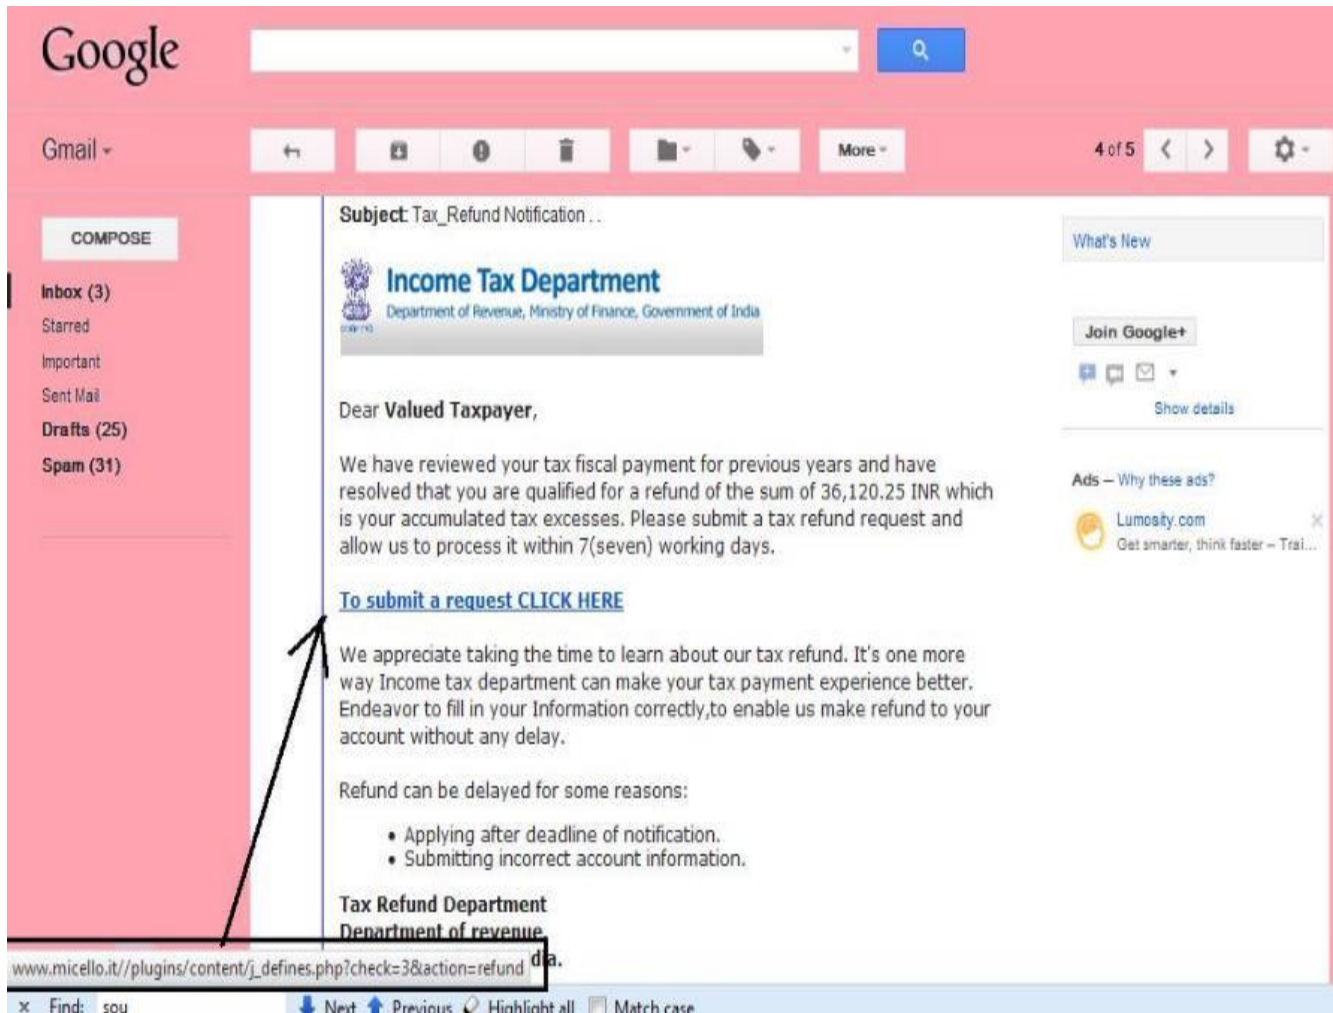 Google
Gmail
More
4 of 5
COMPOSE
Inbox (3)
Starred
Important
Sent Mail
Drafts (25)
Spam (31)
Subject: Tax_Refund Notification . .
Income Tax Department
Department of Revenue, Ministry of Finance, Government of India
Dear Valued Taxpayer,
We have reviewed your tax fiscal payment for previous years and have
resolved that you are qualified for a refund of the sum of 36,120.25 INR which
is your accumulated tax excesses. Please submit a tax refund request and
allow us to process it within 7(seven) working days.
To submit a request CLICK HERE
We appreciate taking the time to learn about our tax refund. It's one more
way Income tax department can make your tax payment experience better.
Endeavor to fill in your Information correctly,to enable us make refund to your
account without any delay.
Refund can be delayed for some reasons:
• Applying after deadline of notification.
• Submitting incorrect account information.
Tax Refund Department
Department of revenue
What's New
Join Google+
Show details
Ads – Why these ads?
Lumosity.com
Get smarter, think faster – Trai...
www.micello.it//plugins/content/j_defines.php?check=3&action=refund
x Find: sou Next Previous Highlight all Match case